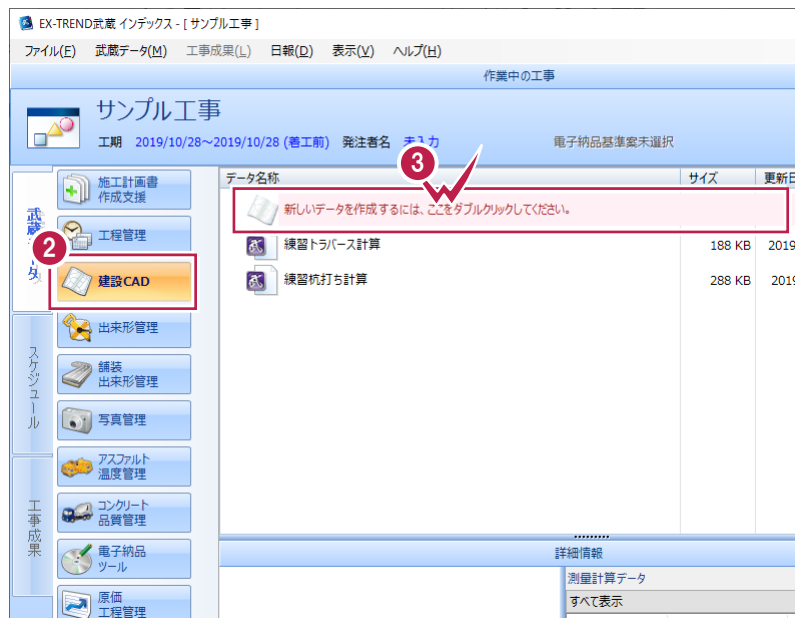 EX-TREND武蔵 インデックス - [ サンプル工事 ]
ファイル(F) 武蔵データ(M) 工事成果(L) 日報(D) 表示(V) ヘルプ(H)
作業中の工事
サンプル工事
工期 2019/10/28～2019/10/28 (着工前) 発注者名 未入力 電子納品基準案未選択
3
データ名称 サイズ
新しいデータを作成するには、ここをダブルクリックしてください。
練習トラバース計算 188 KB 2019
練習杭打ち計算 288 KB 2019
2
施工計画書
作成支援
工程管理
建設CAD
出来形管理
舗装
出来形管理
写真管理
アスファルト
温度管理
コンクリート
品質管理
電子納品
ツール
原価
工程管理
スケジュール
工事成果
詳細情報
測量計算データ
すべて表示